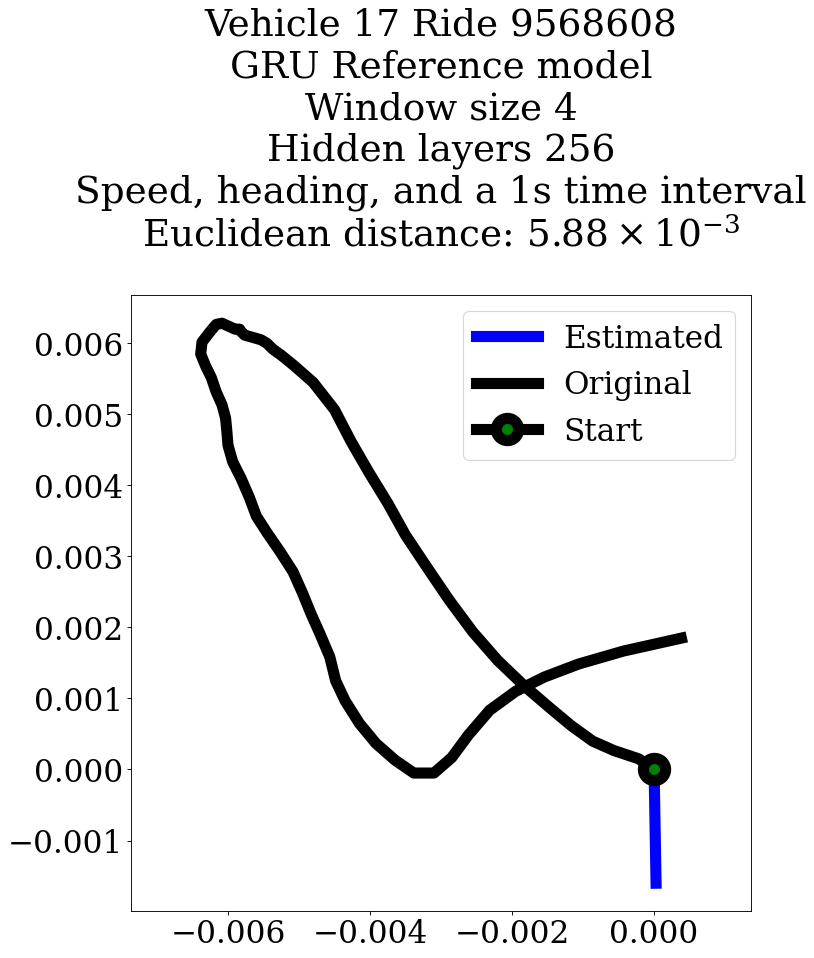 Vehicle 17 Ride 9568608
GRU Reference model
Window size 4
Hidden layers 256
Speed, heading, and a 1s time interval
Euclidean distance: 5.88 × 10⁻³
Estimated
Original
Start
0.006
0.005
0.004
0.003
0.002
0.001
0.000
−0.001
−0.006 −0.004 −0.002 0.000